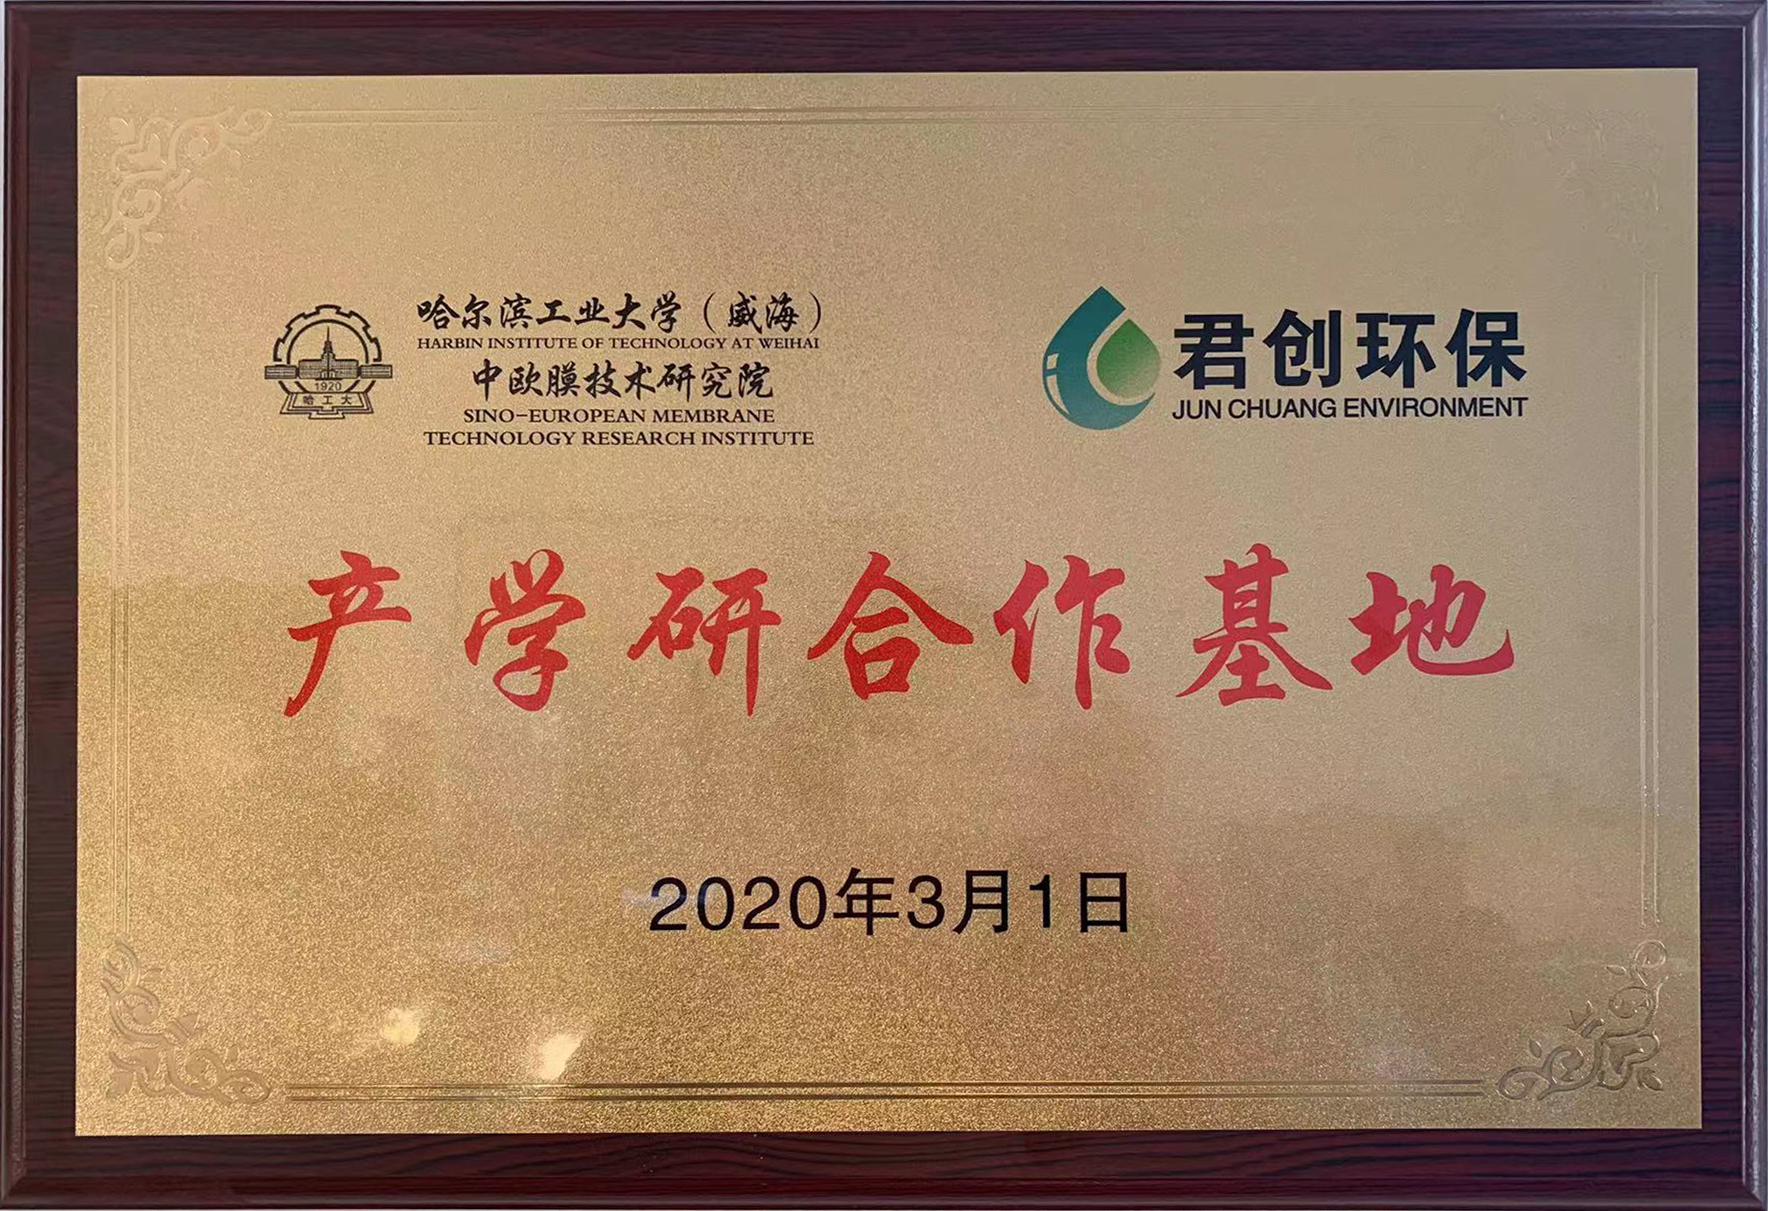 哈尔滨工业大学（威海）
HARBIN INSTITUTE OF TECHNOLOGY AT WEIHAI
中欧膜技术研究院
SINO-EUROPEAN MEMBRANE
TECHNOLOGY RESEARCH INSTITUTE
1920
哈工大
君创环保
JUN CHUANG ENVIRONMENT
产学研合作基地
2020年3月1日